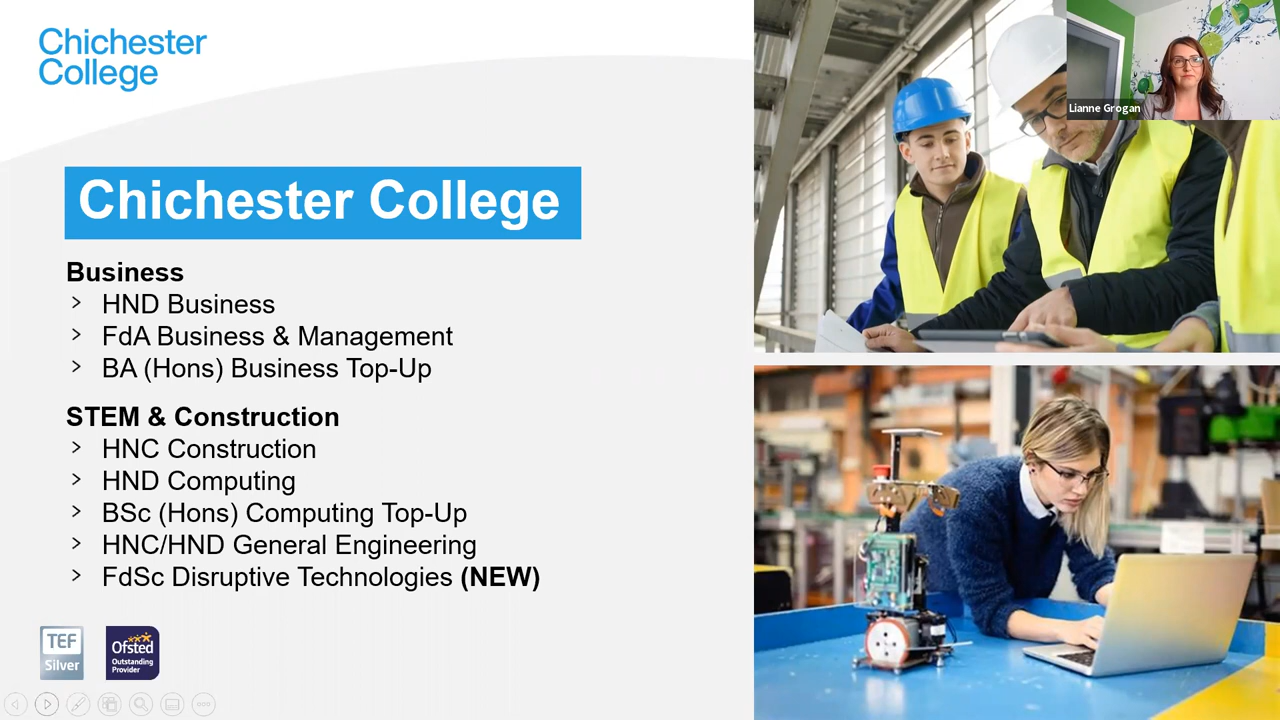 Chichester
College
Lianne Grogan
Chichester College
Business
HND Business
FdA Business & Management
BA (Hons) Business Top-Up
STEM & Construction
HNC Construction
HND Computing
BSc (Hons) Computing Top-Up
HNC/HND General Engineering
FdSc Disruptive Technologies (NEW)
TEF
Silver
Ofsted
Outstanding
Provider